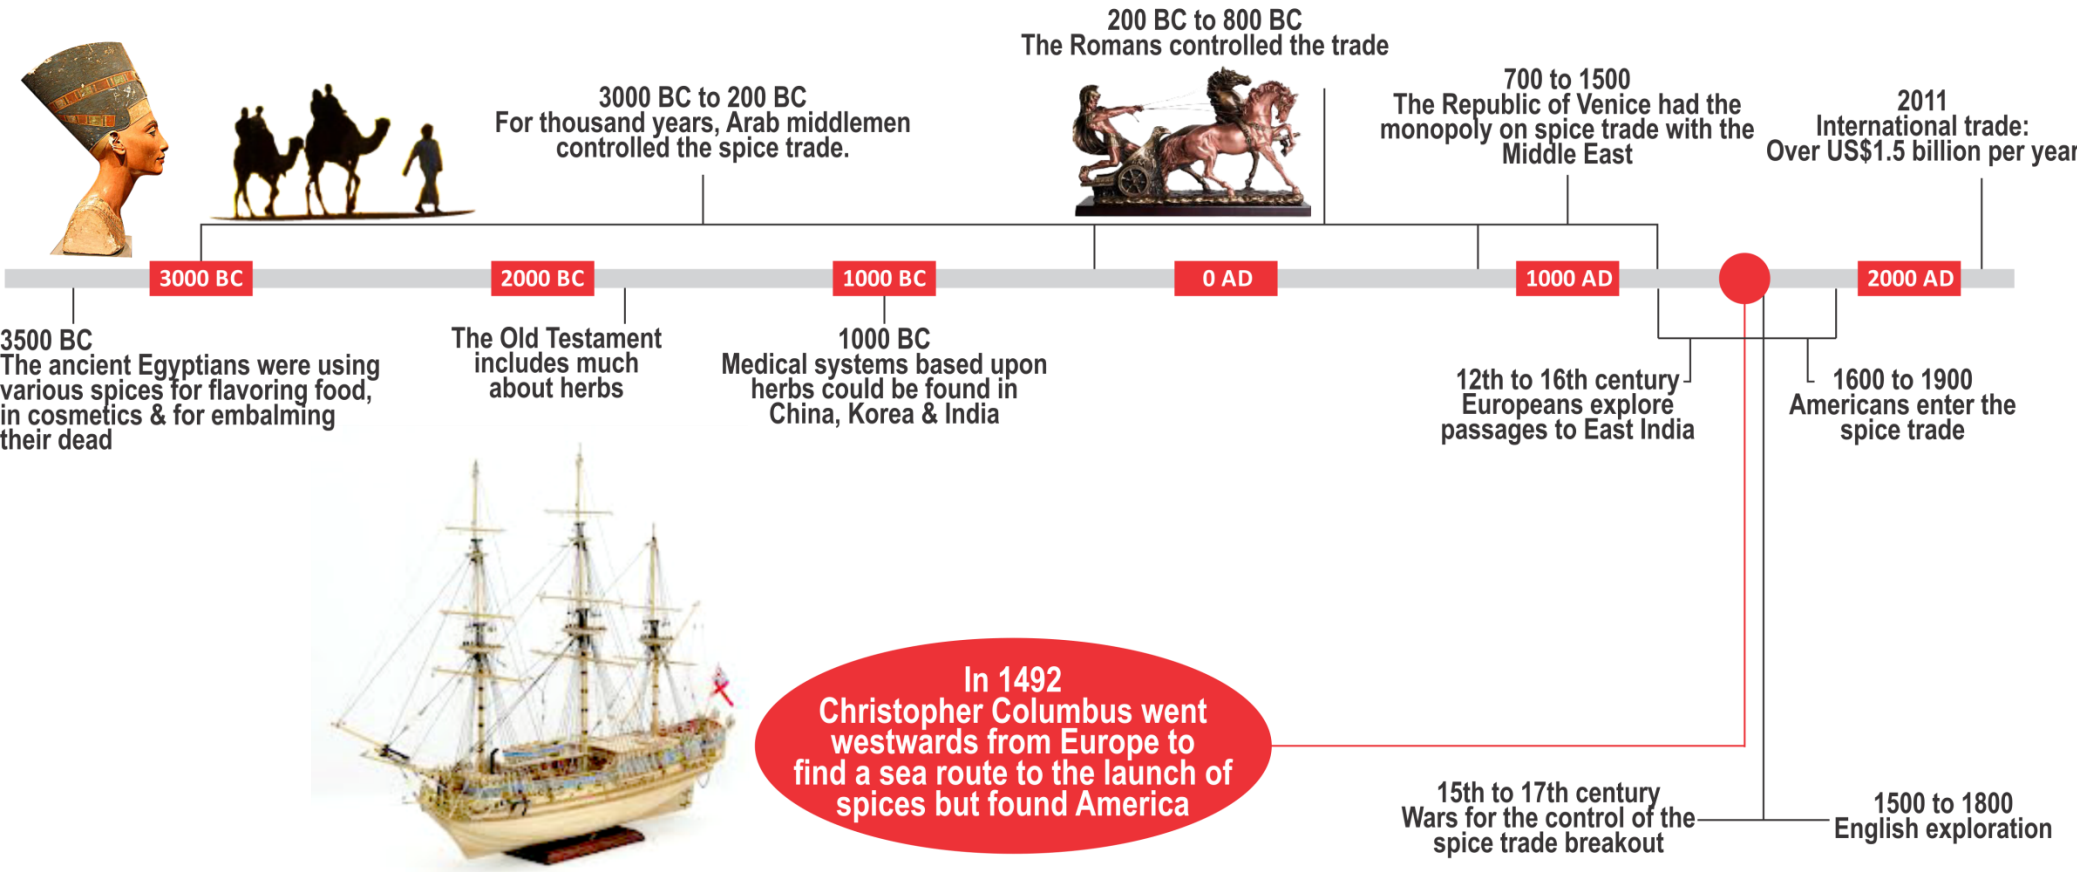 200 BC to 800 BC
The Romans controlled the trade
3000 BC to 200 BC
For thousand years, Arab middlemen
controlled the spice trade.
700 to 1500
The Republic of Venice had the
monopoly on spice trade with the
Middle East
2011
International trade:
Over US$1.5 billion per year
3000 BC
2000 BC
1000 BC
0 AD
1000 AD
2000 AD
3500 BC
The ancient Egyptians were using
various spices for flavoring food,
in cosmetics & for embalming
their dead
The Old Testament
includes much
about herbs
1000 BC
Medical systems based upon
herbs could be found in
China, Korea & India
12th to 16th century
Europeans explore
passages to East India
1600 to 1900
Americans enter the
spice trade
In 1492
Christopher Columbus went
westwards from Europe to
find a sea route to the launch of
spices but found America
15th to 17th century
Wars for the control of the
spice trade breakout
1500 to 1800
English exploration